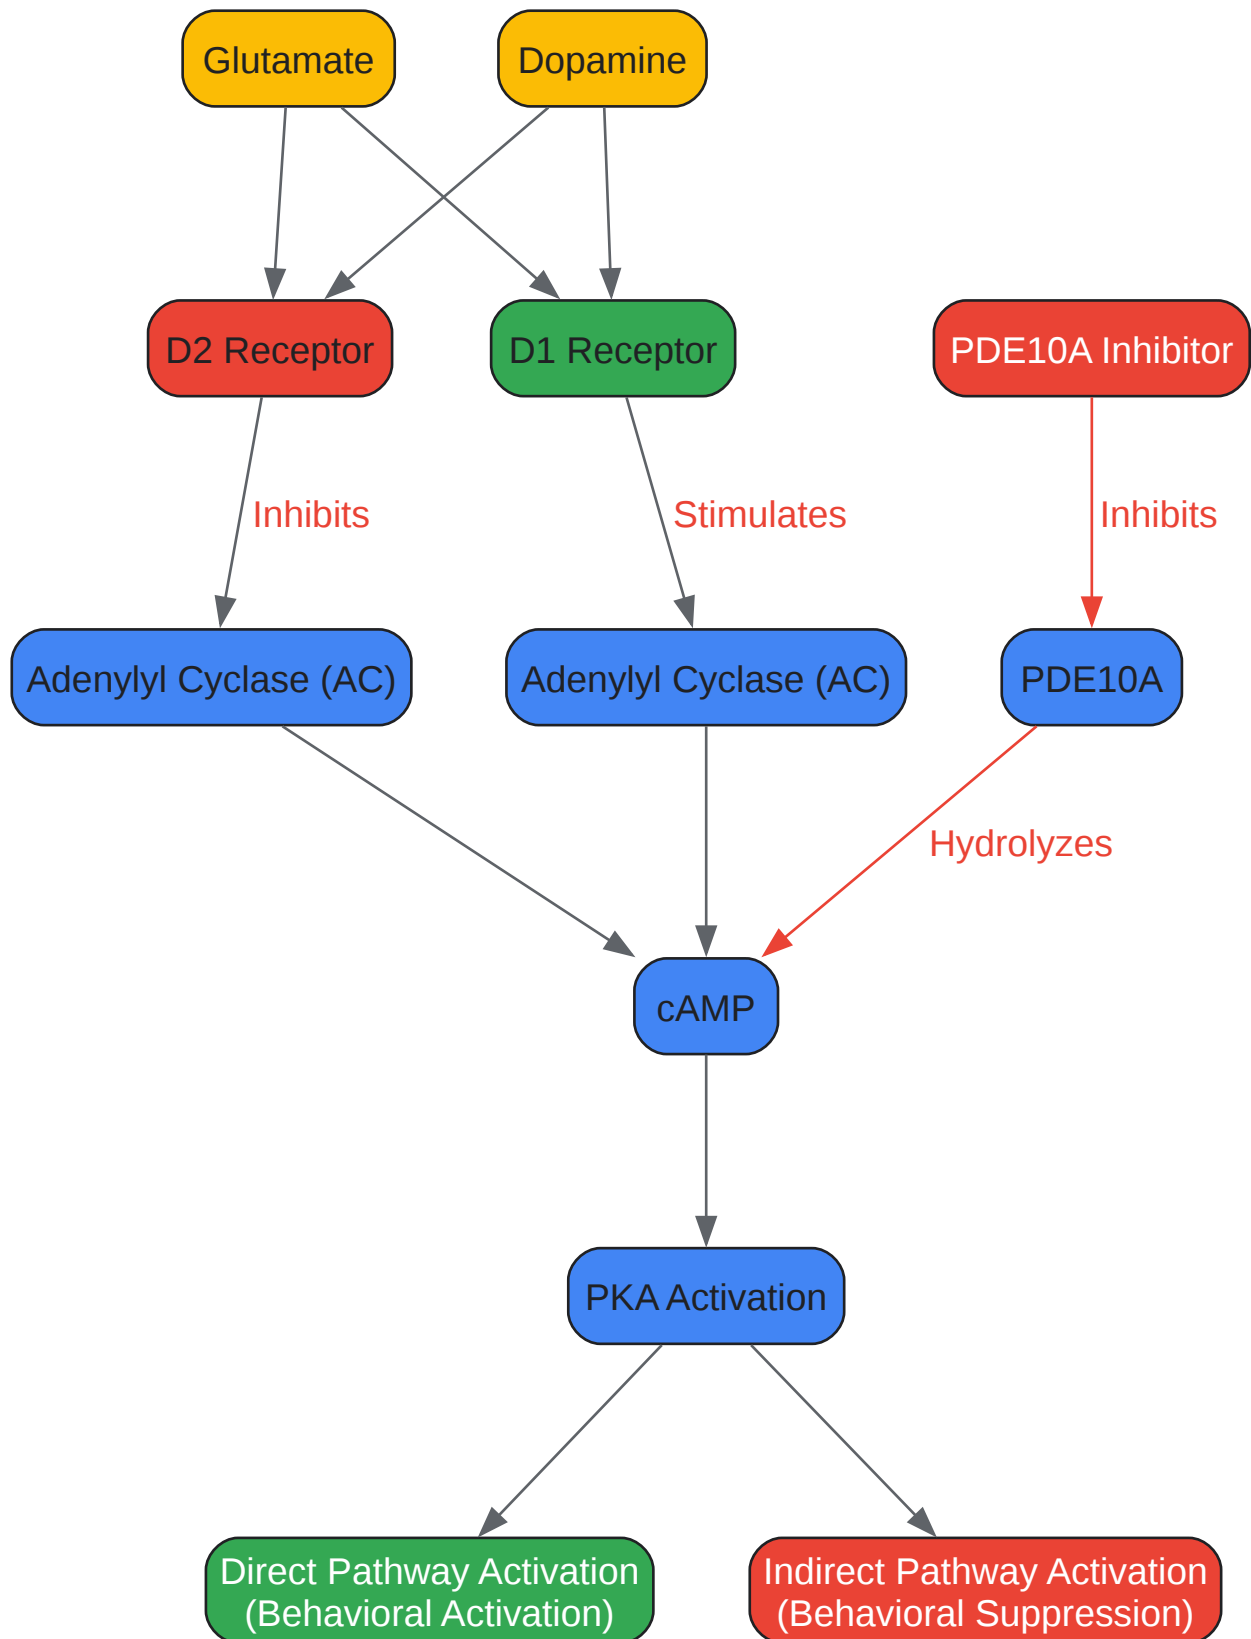 Glutamate
Dopamine
D2 Receptor
D1 Receptor
PDE10A Inhibitor
Inhibits
Stimulates
Inhibits
Adenylyl Cyclase (AC)
Adenylyl Cyclase (AC)
PDE10A
Hydrolyzes
cAMP
PKA Activation
Direct Pathway Activation
(Behavioral Activation)
Indirect Pathway Activation
(Behavioral Suppression)